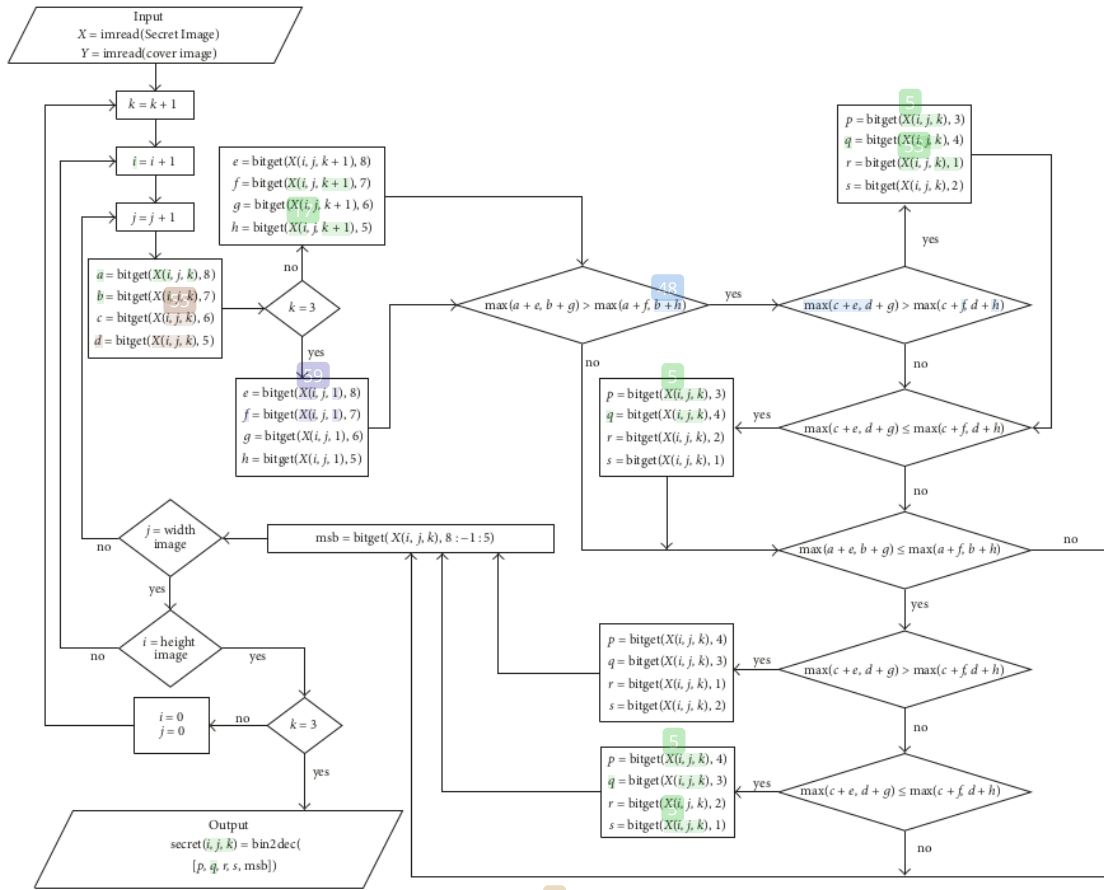 Input
X = imread(Secret Image)
Y = imread(cover image)
k = k + 1
i = i + 1
j = j + 1
a = bitget(X(i, j, k), 8)
b = bitget(X(i, j, k), 7)
c = bitget(X(i, j, k), 6)
d = bitget(X(i, j, k), 5)
55
e = bitget(X(i, j, k + 1), 8)
f = bitget(X(i, j, k + 1), 7)
g = bitget(X(i, j, k + 1), 6)
h = bitget(X(i, j, k + 1), 5)
no
k = 3
yes
59
e = bitget(X(i, j, 1), 8)
f = bitget(X(i, j, 1), 7)
g = bitget(X(i, j, 1), 6)
h = bitget(X(i, j, 1), 5)
48
max(a + e, b + g) > max(a + f, b + h)
yes
no
5
p = bitget(X(i, j, k), 3)
q = bitget(X(i, j, k), 4)
r = bitget(X(i, j, k), 1)
s = bitget(X(i, j, k), 2)
yes
max(c + e, d + g) > max(c + f, d + h)
no
5
p = bitget(X(i, j, k), 3)
q = bitget(X(i, j, k), 4)
r = bitget(X(i, j, k), 2)
s = bitget(X(i, j, k), 1)
yes
max(c + e, d + g) ≤ max(c + f, d + h)
no
max(a + e, b + g) ≤ max(a + f, b + h)
no
yes
p = bitget(X(i, j, k), 4)
q = bitget(X(i, j, k), 3)
r = bitget(X(i, j, k), 1)
s = bitget(X(i, j, k), 2)
yes
max(c + e, d + g) > max(c + f, d + h)
no
5
p = bitget(X(i, j, k), 4)
q = bitget(X(i, j, k), 3)
r = bitget(X(i, j, k), 2)
s = bitget(X(i, j, k), 1)
yes
max(c + e, d + g) ≤ max(c + f, d + h)
no
msb = bitget( X(i, j, k), 8 : −1 : 5)
j = width
image
no
yes
i = height
image
no
yes
i = 0
j = 0
no
k = 3
yes
Output
secret(i, j, k) = bin2dec(
[p, q, r, s, msb])